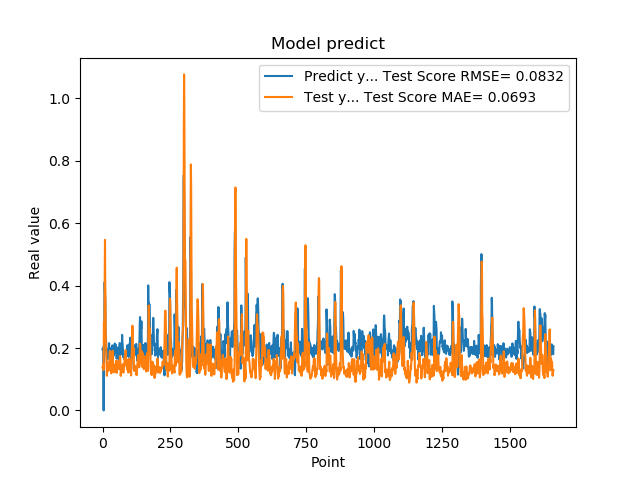 Model predict
Predict y... Test Score RMSE= 0.0832
Test y... Test Score MAE= 0.0693
1.0
0.8
0.6
0.4
0.2
0.0
Real value
0 250 500 750 1000 1250 1500
Point